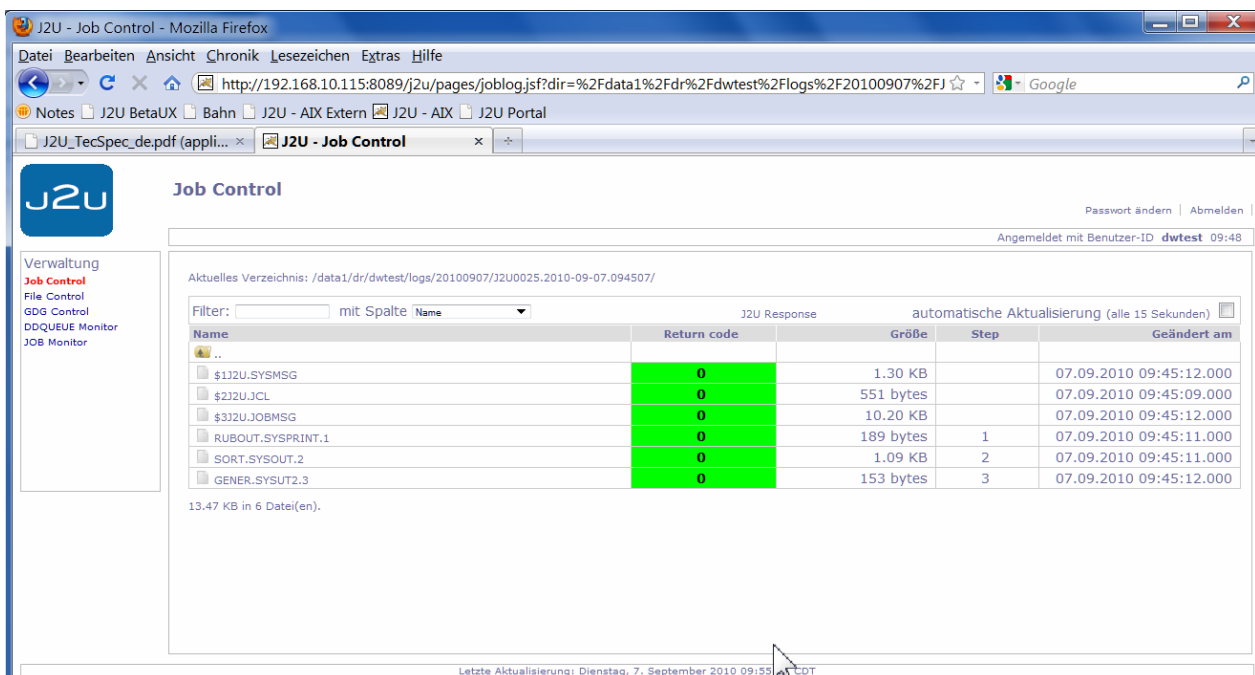 J2U - Job Control - Mozilla Firefox
Datei Bearbeiten Ansicht Chronik Lesezeichen Extras Hilfe
http://192.168.10.115:8089/j2u/pages/joblog.jsf?dir=%2Fdata1%2Fdr%2Fdwtest%2Flogs%2F20100907%2FJ Google
Notes J2U BetaUX Bahn J2U - AIX Extern J2U - AIX J2U Portal
J2U_TecSpec_de.pdf (appli... J2U - Job Control
J2U
Job Control
Passwort ändern | Abmelden |
Angemeldet mit Benutzer-ID dwtest 09:48
Verwaltung
Job Control
File Control
GDG Control
DDQUEUE Monitor
JOB Monitor
Aktuelles Verzeichnis: /data1/dr/dwtest/logs/20100907/J2U0025.2010-09-07.094507/
Filter: mit Spalte Name J2U Response automatische Aktualisierung (alle 15 Sekunden)
Name Return code Größe Step Geändert am
..
$1J2U.SYSMSG 0 1.30 KB 07.09.2010 09:45:12.000
$2J2U.JCL 0 551 bytes 07.09.2010 09:45:09.000
$3J2U.JOBMSG 0 10.20 KB 07.09.2010 09:45:12.000
RUBOUT.SYSPRINT.1 0 189 bytes 1 07.09.2010 09:45:11.000
SORT.SYSOUT.2 0 1.09 KB 2 07.09.2010 09:45:11.000
GENER.SYSUT2.3 0 153 bytes 3 07.09.2010 09:45:12.000
13.47 KB in 6 Datei(en).
Letzte Aktualisierung: Dienstag, 7. September 2010 09:55 CDT